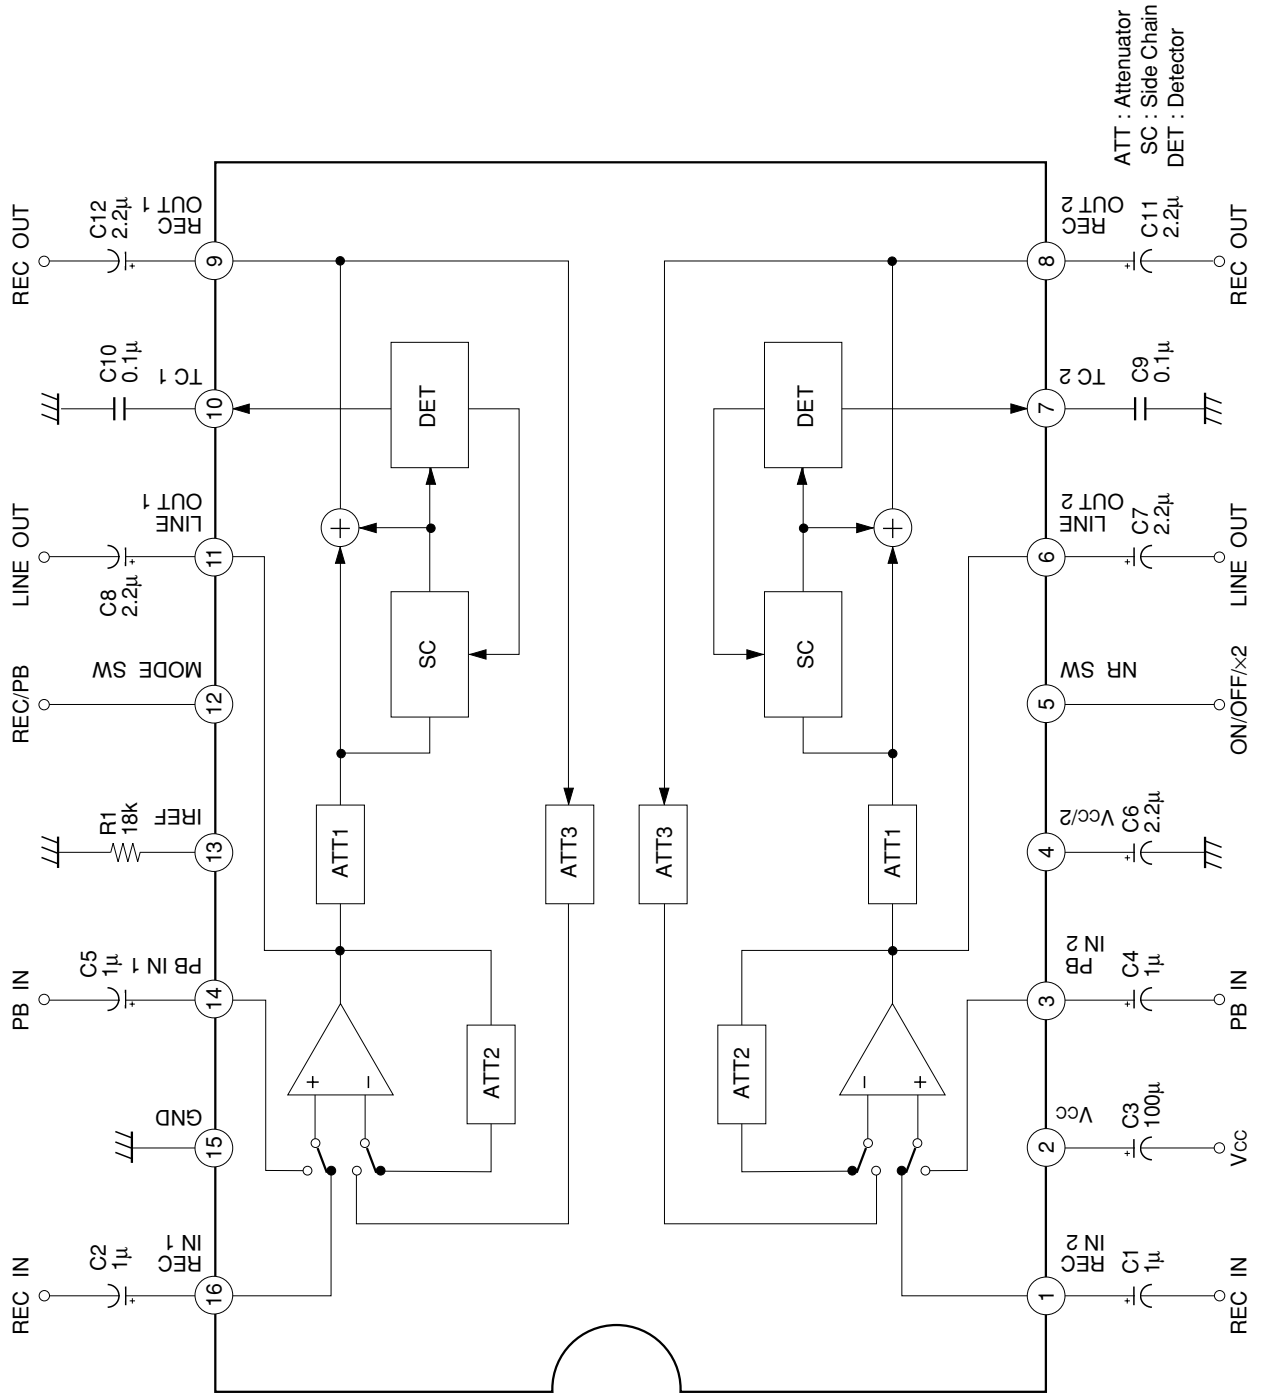 REC IN
C2
1μ
REC
IN 1
16
GND
15
PB IN
C5
1μ
PB IN 1
14
R1
18k
IREF
13
REC/PB
MODE SW
12
LINE OUT
C8
2.2μ
LINE
OUT 1
11
C10
0.1μ
TC 1
10
REC OUT
C12
2.2μ
REC
OUT 1
9
+
−
ATT2
ATT1
SC
DET
+
ATT3
ATT3
ATT2
−
+
ATT1
SC
DET
+
1
REC
IN 2
C1
1μ
REC IN
2
VCC
C3
100μ
VCC
3
PB
IN 2
C4
1μ
PB IN
4
VCC/2
C6
2.2μ
5
NR SW
ON/OFF/×2
6
LINE
OUT 2
C7
2.2μ
LINE OUT
7
TC 2
C9
0.1μ
8
REC
OUT 2
C11
2.2μ
REC OUT
ATT : Attenuator
SC : Side Chain
DET : Detector